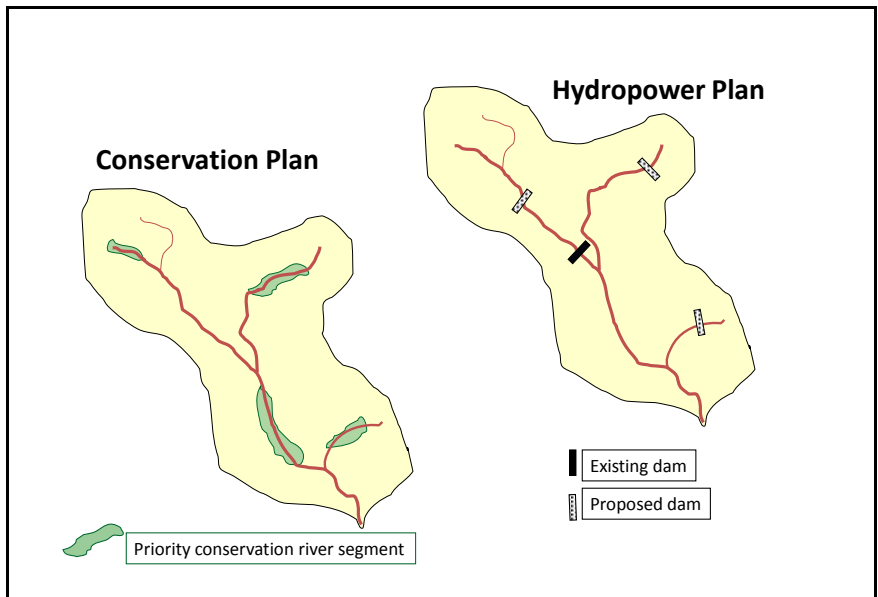 Hydropower Plan
Conservation Plan
Existing dam
Proposed dam
Priority conservation river segment